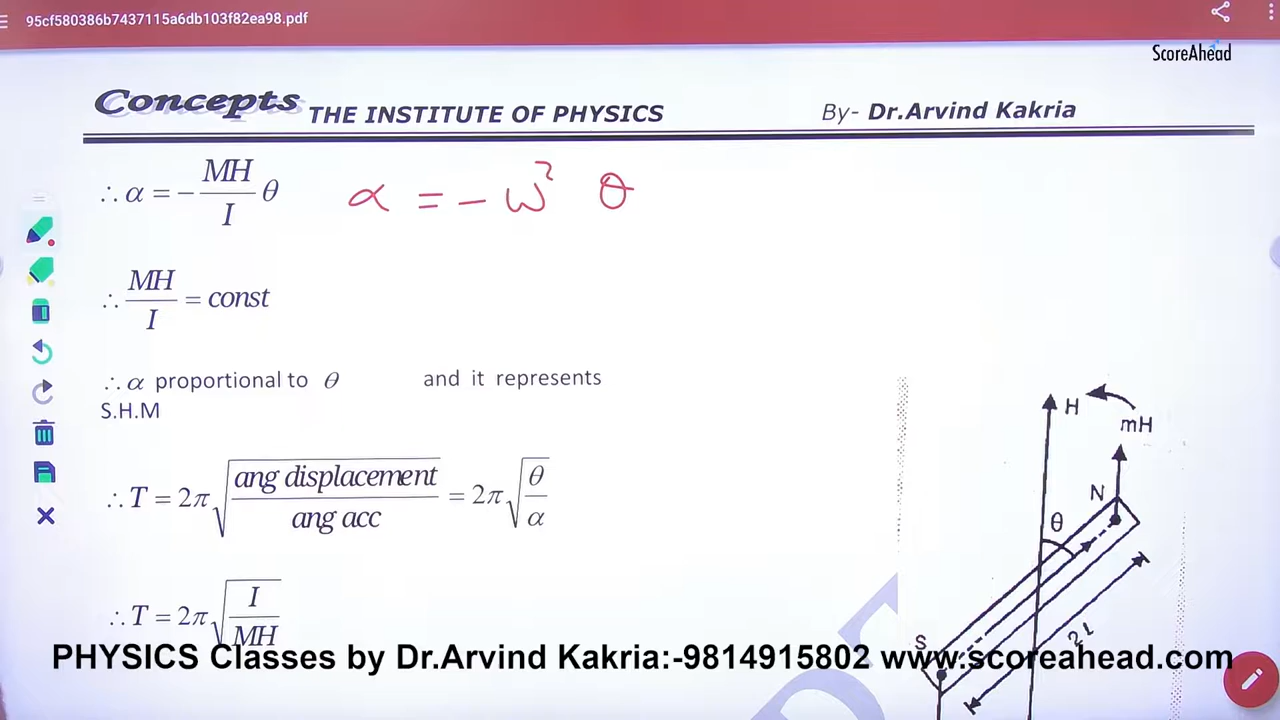 95cf580386b7437115a6db103f82ea98.pdf
ScoreAhead
Concepts THE INSTITUTE OF PHYSICS By- Dr.Arvind Kakria
∴ α = − MH/I θ α = − ω² θ
∴ MH/I = const
∴ α proportional to θ and it represents
S.H.M
∴ T = 2π √(ang displacement/ang acc) = 2π √(θ/α)
∴ T = 2π √(I/MH)
H
mH
N
θ
2l
S
PHYSICS Classes by Dr.Arvind Kakria:-9814915802 www.scoreahead.com